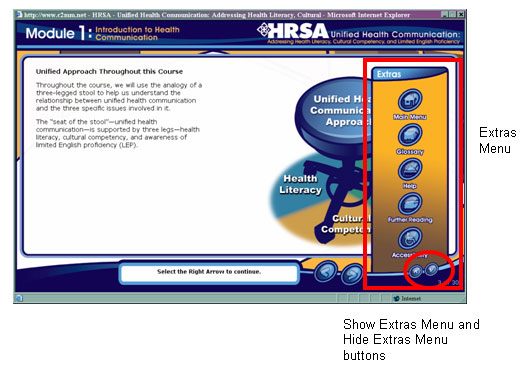 http://www.c2mm.net - HRSA - Unified Health Communication: Addressing Health Literacy, Cultural - Microsoft Internet Explorer
Module 1: Introduction to Health
Communication
HRSA Unified Health Communication:
Addressing Health Literacy, Cultural Competency, and Limited English Proficiency
Unified Approach Throughout this Course
Throughout the course, we will use the analogy of a
three-legged stool to help us understand the
relationship between unified health communication
and the three specific issues involved in it.
The "seat of the stool"—unified health
communication—is supported by three legs—health
literacy, cultural competency, and awareness of
limited English proficiency (LEP).
Unified He
Communic
Approac
Health
Literacy
Cultur
Competen
Extras
Main Menu
Glossary
Help
Further Reading
Accessibility
Select the Right Arrow to continue.
30
Internet
Extras
Menu
Show Extras Menu and
Hide Extras Menu
buttons